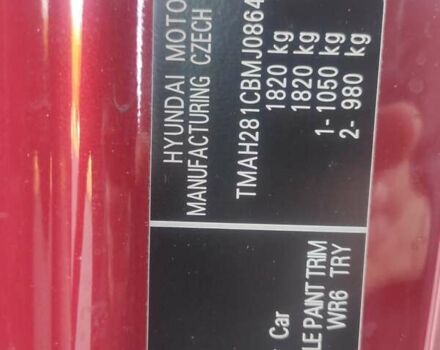 HYUNDAI MOTO
MANUFACTURING CZECH
TMAH281CBMJ0864
1820 kg
1820 kg
1- 1050 kg
2- 980 kg
Car
LE PAINT TRIM
WR6 TRY